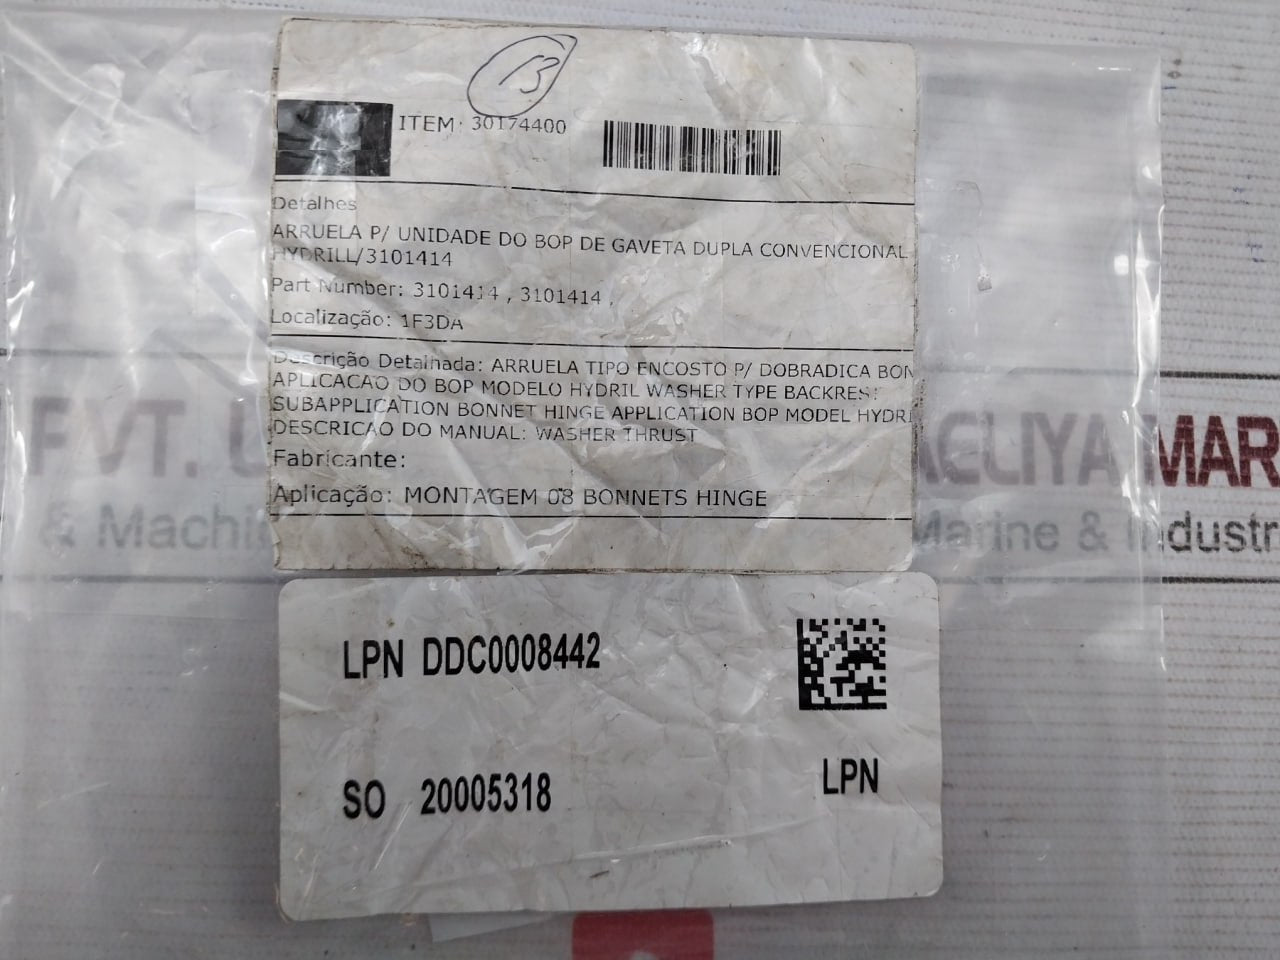 13
ITEM: 30174400
Detalhes
ARRUELA P/ UNIDADE DO BOP DE GAVETA DUPLA CONVENCIONAL
HYDRILL/3101414
Part Number: 3101414 , 3101414 ,
Localização: 1F3DA
Descrição Detalhada: ARRUELA TIPO ENCOSTO P/ DOBRADICA BON
APLICACAO DO BOP MODELO HYDRIL WASHER TYPE BACKREST
SUBAPPLICATION BONNET HINGE APPLICATION BOP MODEL HYDRI
DESCRICAO DO MANUAL: WASHER THRUST
Fabricante:
Aplicação: MONTAGEM 08 BONNETS HINGE
PVT. MAR
& Machi Marine & Industr
LPN DDC0008442
SO 20005318
LPN